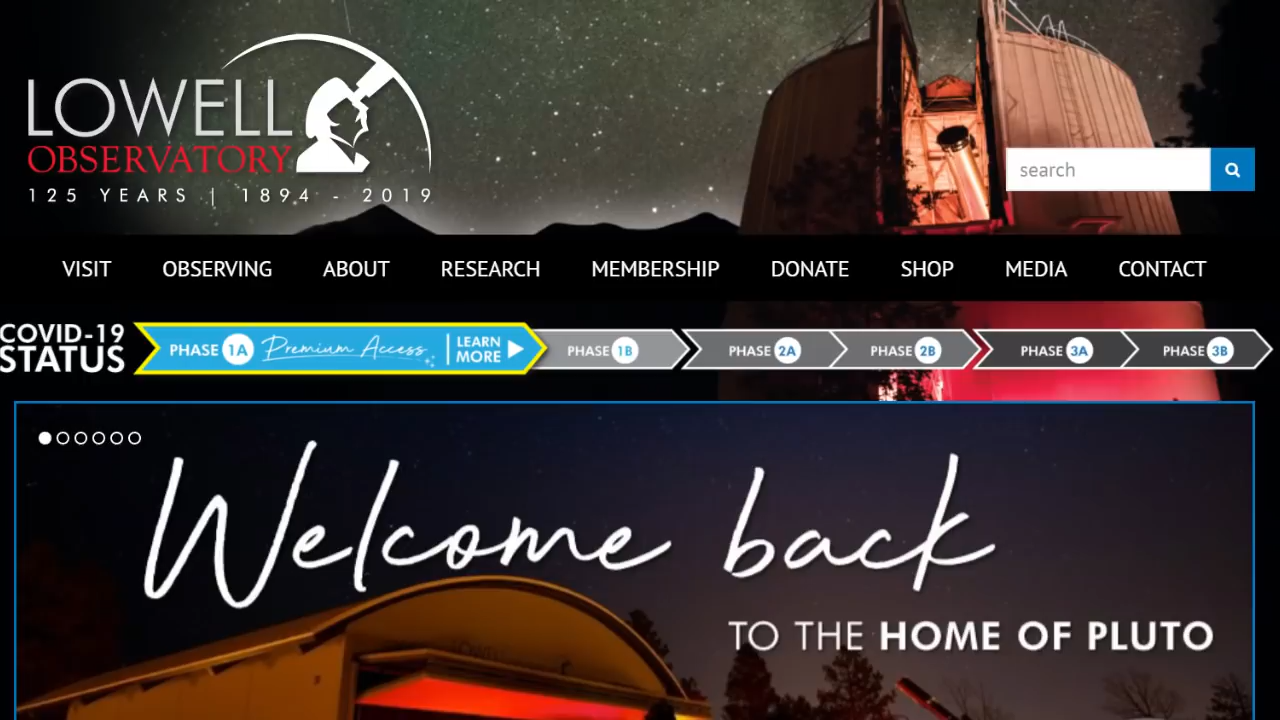 LOWELL
OBSERVATORY
125 YEARS | 1894 - 2019
search
VISIT OBSERVING ABOUT RESEARCH MEMBERSHIP DONATE SHOP MEDIA CONTACT
COVID-19
STATUS
PHASE 1A Premium Access LEARN
MORE
PHASE 1B PHASE 2A PHASE 2B PHASE 3A PHASE 3B
Welcome back
TO THE HOME OF PLUTO